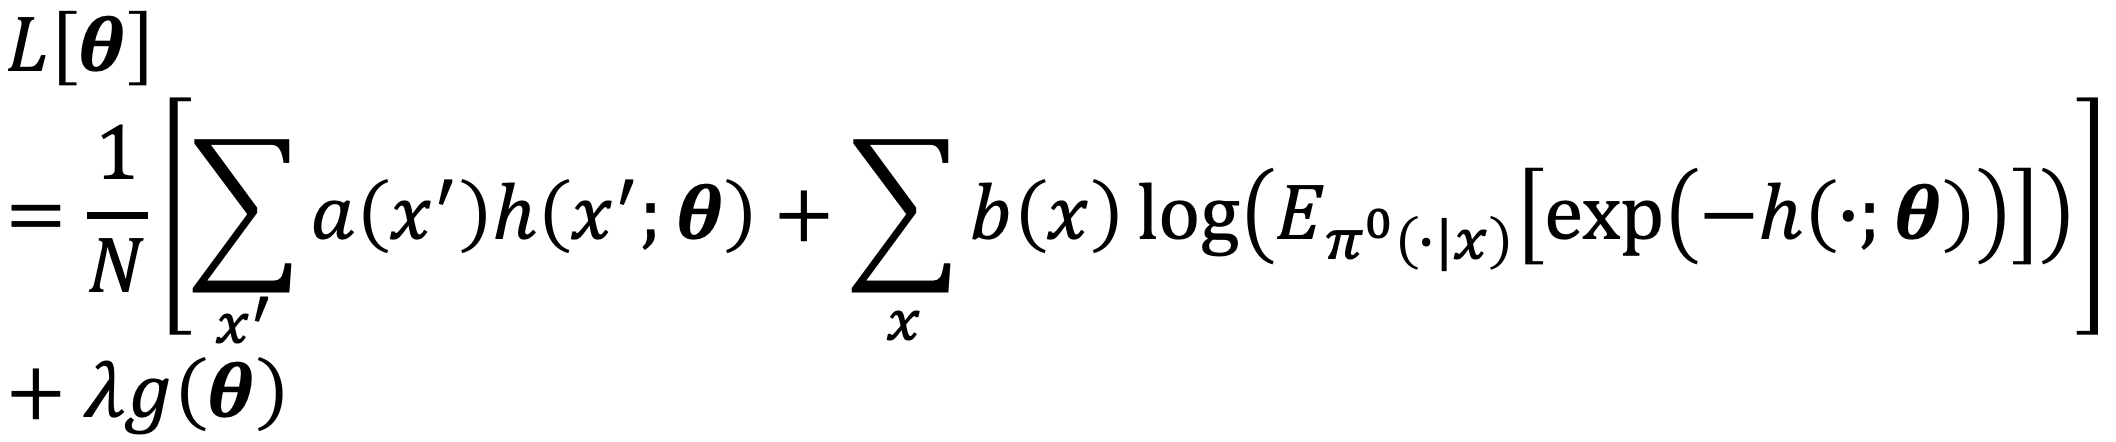 L[θ]
= 1/N [∑_{x′} a(x′)h(x′; θ) + ∑_x b(x) log(E_{π⁰(·|x)}[exp(−h(·; θ))])]
+ λg(θ)